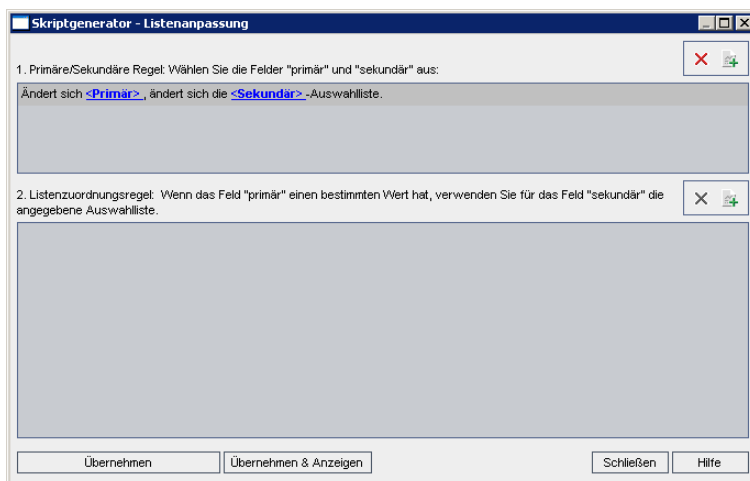 Skriptgenerator - Listenanpassung
1. Primäre/Sekundäre Regel: Wählen Sie die Felder "primär" und "sekundär" aus:
Ändert sich <Primär> , ändert sich die <Sekundär> -Auswahlliste.
2. Listenzuordnungsregel:  Wenn das Feld "primär" einen bestimmten Wert hat, verwenden Sie für das Feld "sekundär" die
angegebene Auswahlliste.
Übernehmen Übernehmen & Anzeigen Schließen Hilfe